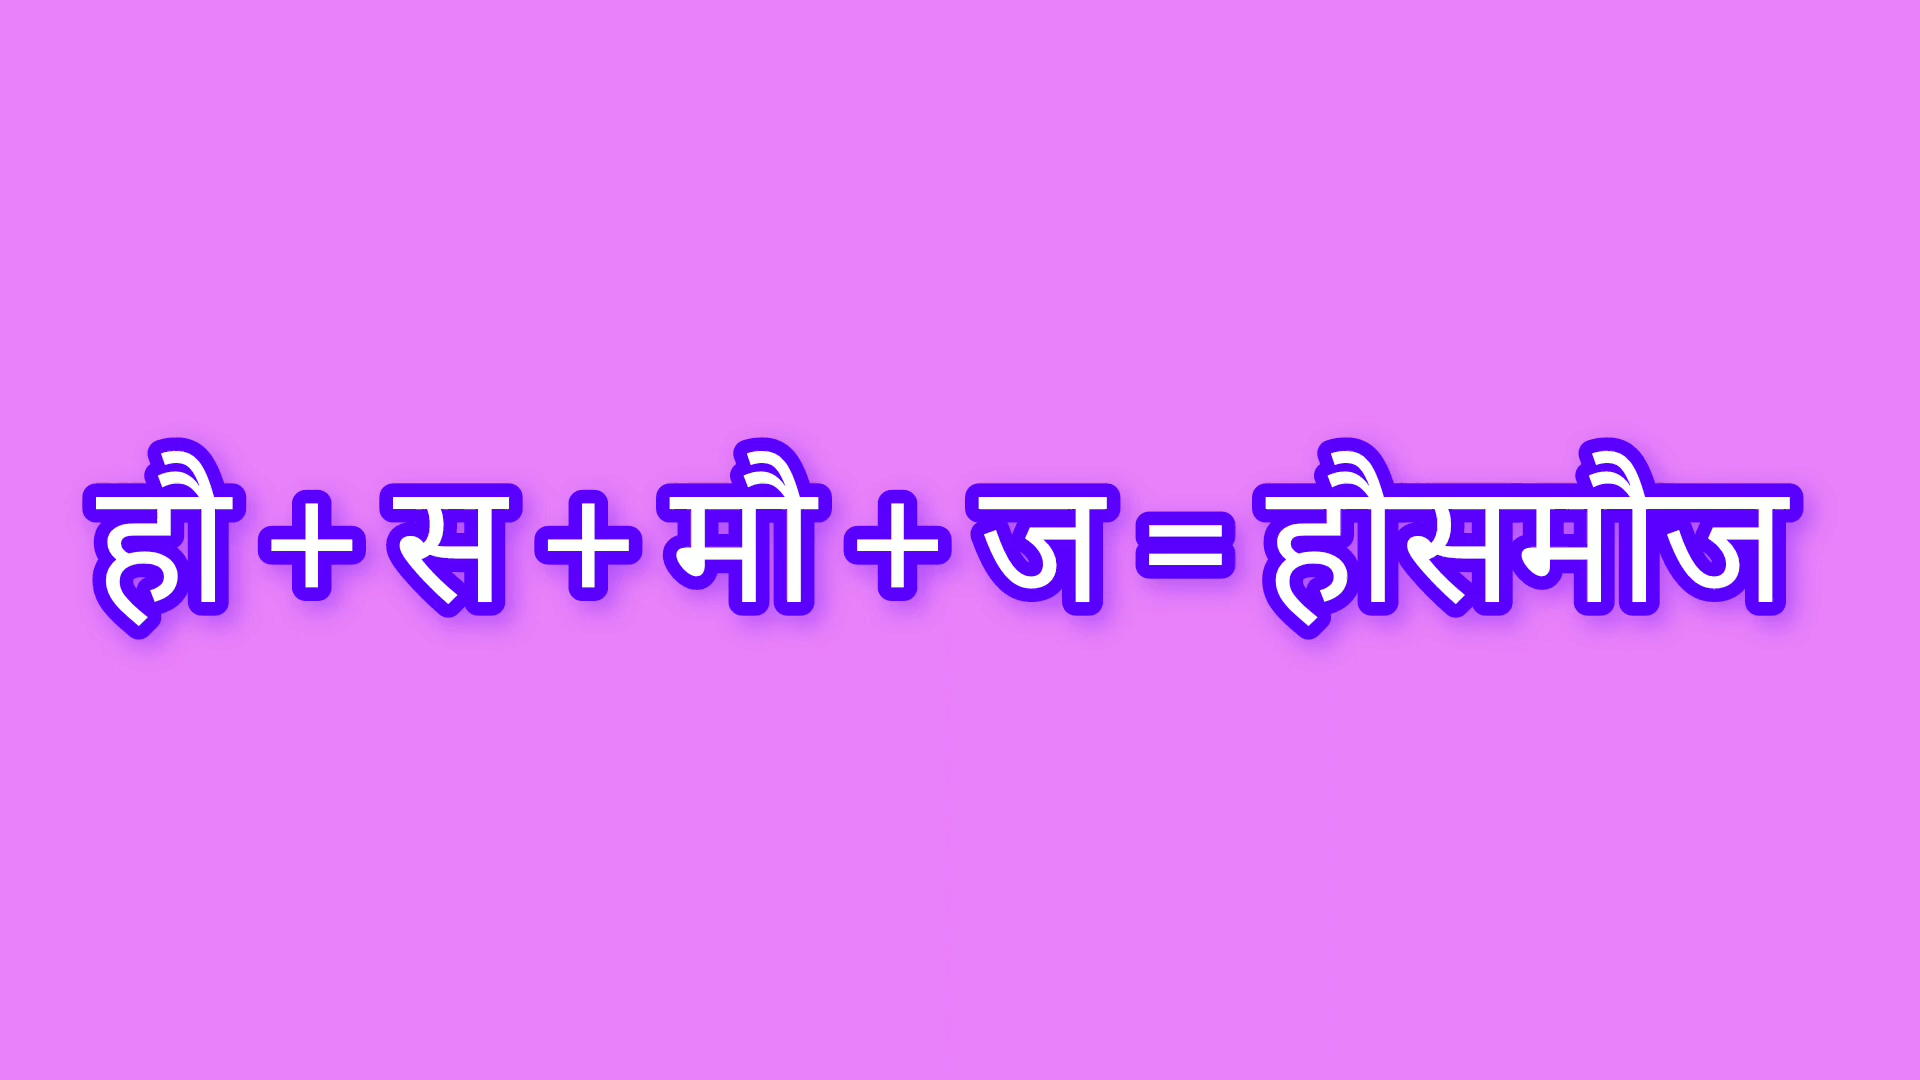 हौ + स + मौ + ज = हौसमौज